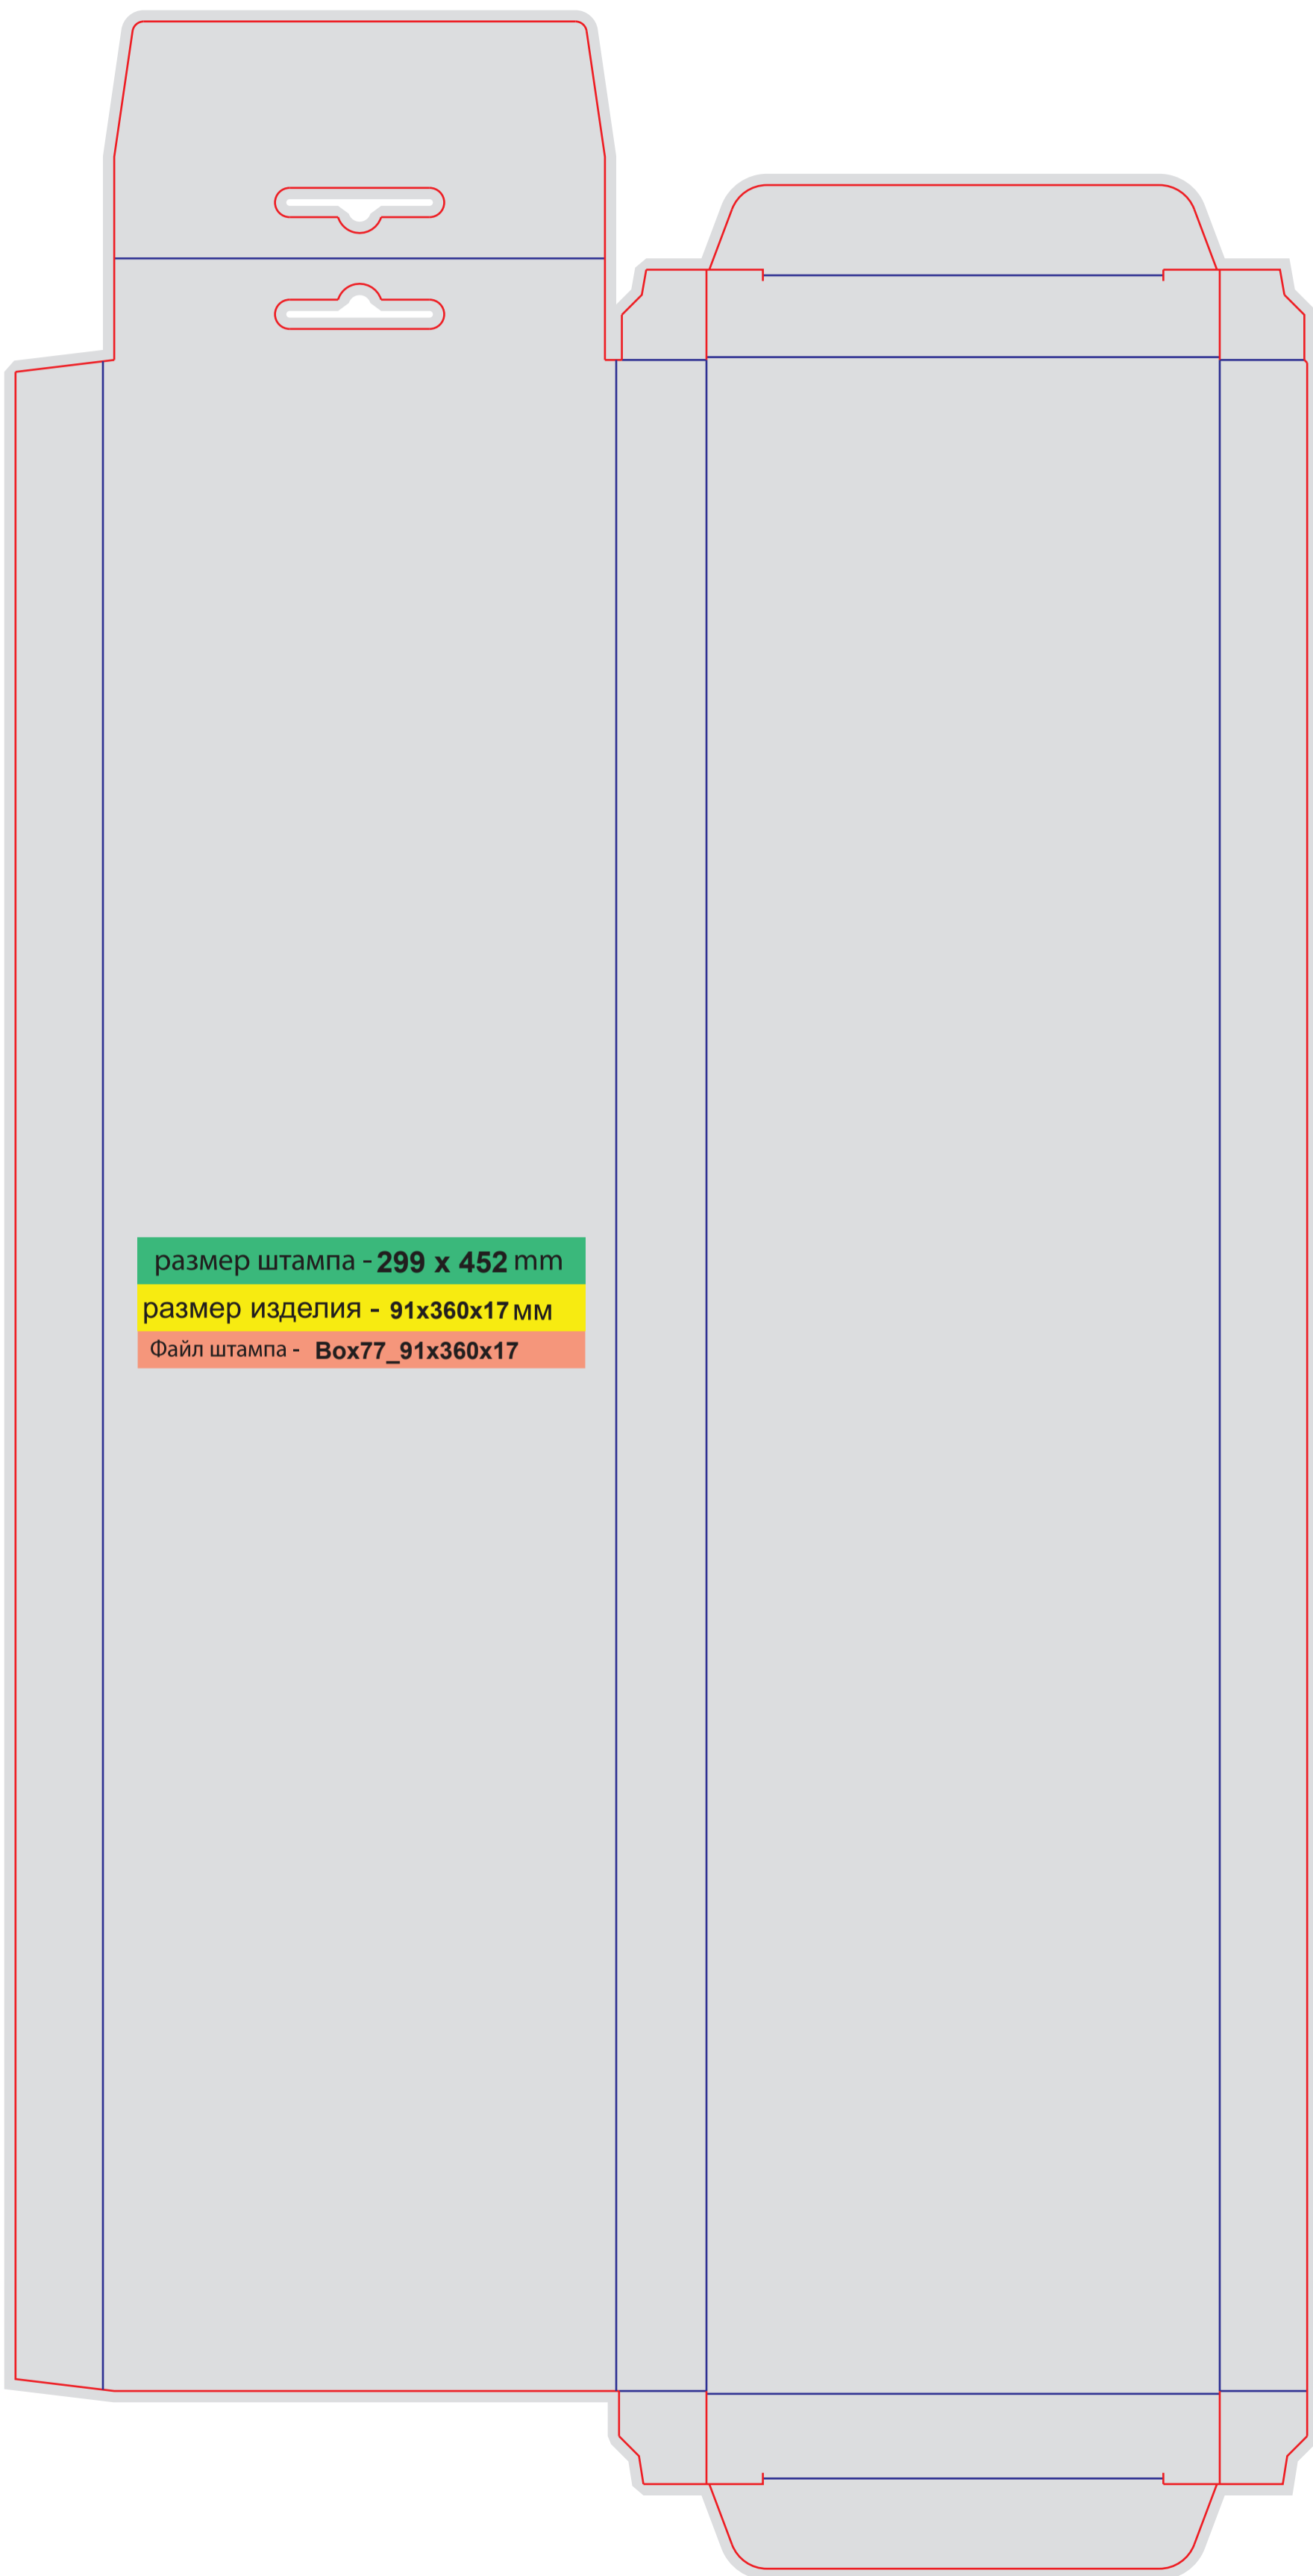 размер штампа - 299 x 452 mm
размер изделия - 91x360x17 мм
Файл штампа - Box77_91x360x17